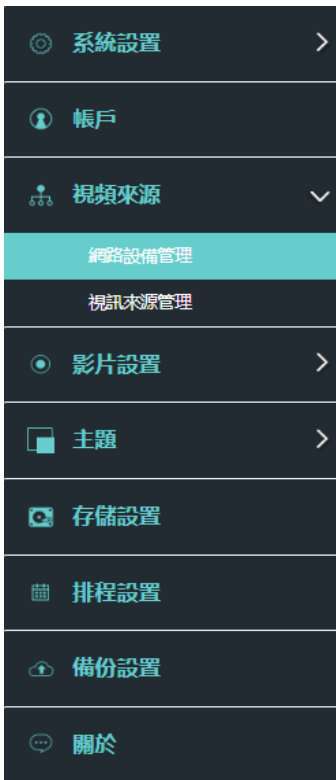 系統設置
帳戶
視頻來源
網路設備管理
視訊來源管理
影片設置
主題
存儲設置
排程設置
備份設置
關於